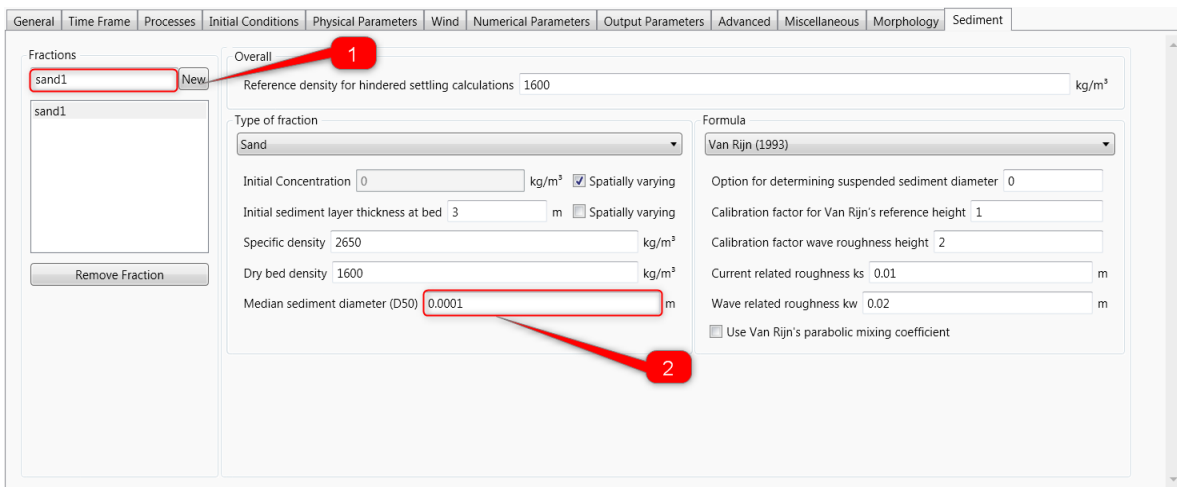 General Time Frame Processes Initial Conditions Physical Parameters Wind Numerical Parameters Output Parameters Advanced Miscellaneous Morphology Sediment
Fractions
sand1 New
sand1
Remove Fraction
1
Overall
Reference density for hindered settling calculations 1600 kg/m³
Type of fraction
Sand
Initial Concentration 0 kg/m³ Spatially varying
Initial sediment layer thickness at bed 3 m Spatially varying
Specific density 2650 kg/m³
Dry bed density 1600 kg/m³
Median sediment diameter (D50) 0.0001 m
2
Formula
Van Rijn (1993)
Option for determining suspended sediment diameter 0
Calibration factor for Van Rijn's reference height 1
Calibration factor wave roughness height 2
Current related roughness ks 0.01 m
Wave related roughness kw 0.02 m
Use Van Rijn's parabolic mixing coefficient